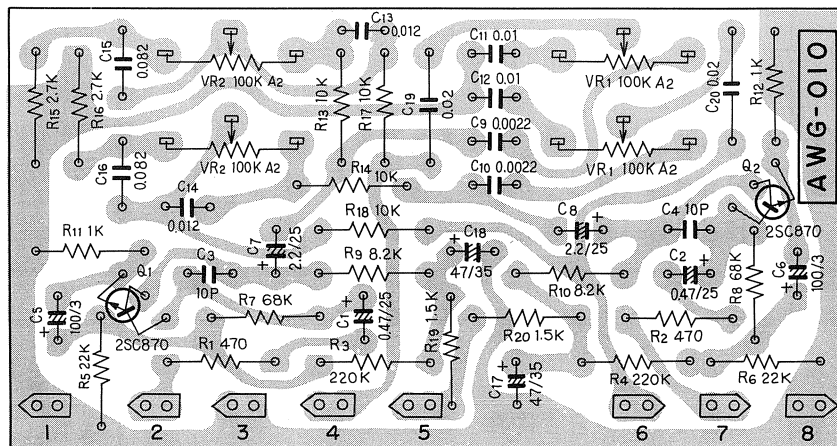 C13
0.012
C15
0.082
VR2 100K A2
C11 0.01
C12 0.01
VR1 100K A2
C20 0.02
R12 1K
AWG-010
R15 2.7K
R16 2.7K
R13 10K
R17 10K
C19
0.02
C9 0.0022
C16
0.082
VR2 100K A2
C10 0.0022
VR1 100K A2
R14
10K
Q2
C14
0.012
R18 10K
C18
47/35
C8
2.2/25
C4 10P
2SC870
R11 1K
C7
2.2/25
R9 8.2K
C3
10P
Q1
R10 8.2K
C2
0.47/25
R8 68K
C6
100/3
C5
100/3
2SC870
R7 68K
C1
0.47/25
R19 1.5K
R20 1.5K
R2 470
R5 22K
R1 470
R3
220K
C17
47/35
R4 220K
R6 22K
1 2 3 4 5 6 7 8